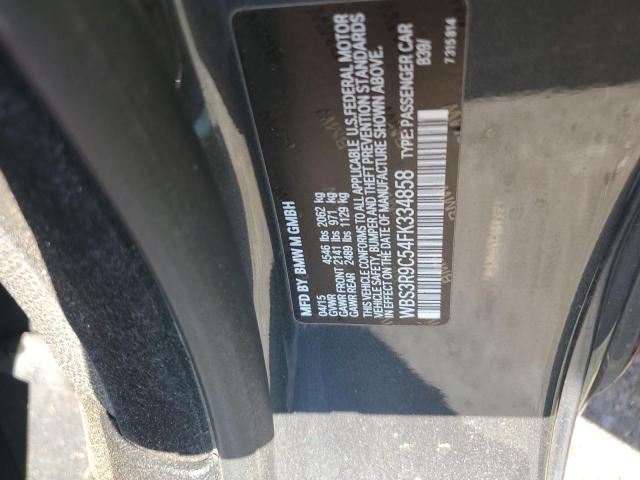 MFD BY BMW M GMBH
04/15
GVWR 4546 lbs 2062 kg
GAWR FRONT 2141 lbs 971 kg
GAWR REAR 2489 lbs 1129 kg
THIS VEHICLE CONFORMS TO ALL APPLICABLE U.S. FEDERAL MOTOR
VEHICLE SAFETY, BUMPER AND THEFT PREVENTION STANDARDS
IN EFFECT ON THE DATE OF MANUFACTURE SHOWN ABOVE.
WBS3R9C54FK334858 TYPE: PASSENGER CAR
B39/
7 315 814